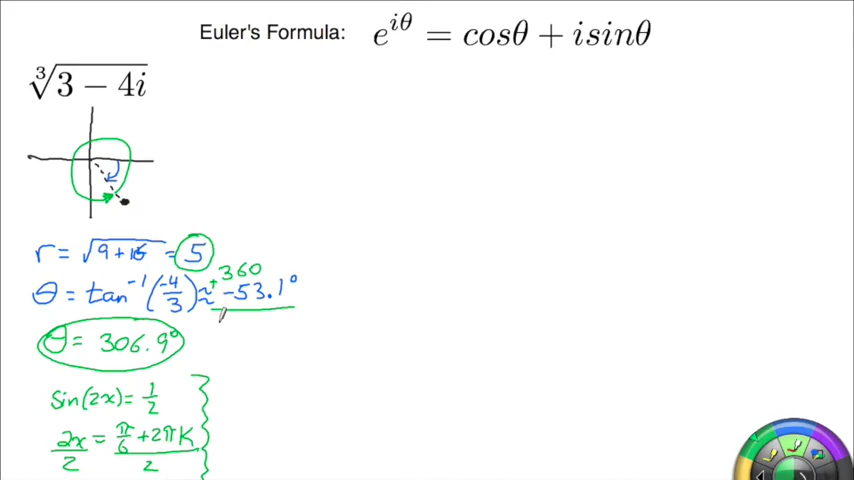 Euler's Formula: e^{iθ} = cosθ + isinθ
∛(3 − 4i)
r = √(9+16) = 5
+360
θ = tan⁻¹(-4/3) ≈ -53.1°
θ = 306.9°
sin(2x) = 1/2
2x/2 = (π/6 + 2πK)/2